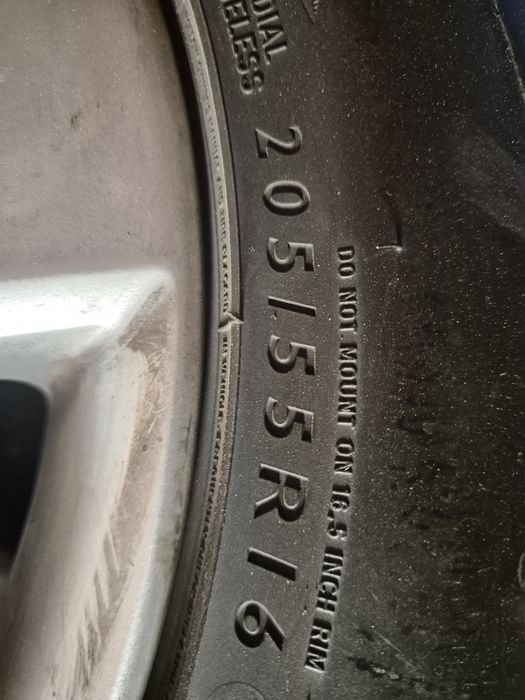 DIAL
ELESS
205/55R16
DO NOT MOUNT ON 16.5 INCH RIM